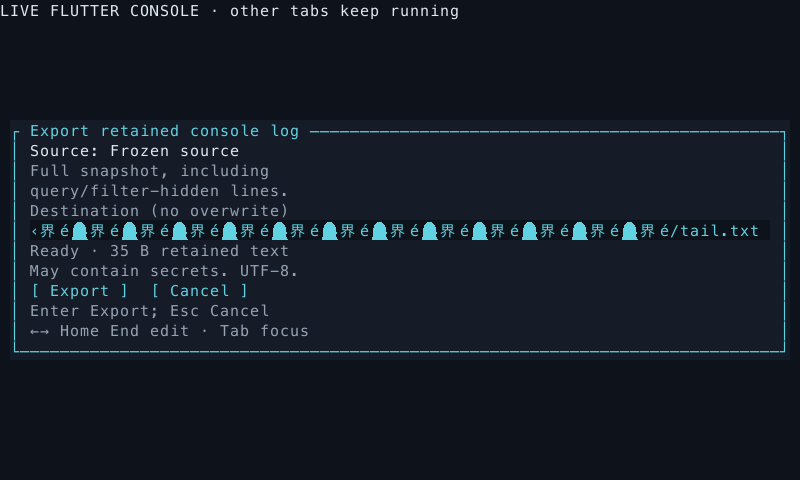 LIVE FLUTTER CONSOLE · other tabs keep running
Export retained console log
Source: Frozen source
Full snapshot, including
query/filter-hidden lines.
Destination (no overwrite)
‹界é👤界é👤界é👤界é👤界é👤界é👤界é👤界é👤界é👤界é👤界é👤界é👤界é/tail.txt
Ready · 35 B retained text
May contain secrets. UTF-8.
[ Export ]  [ Cancel ]
Enter Export; Esc Cancel
←→ Home End edit · Tab focus